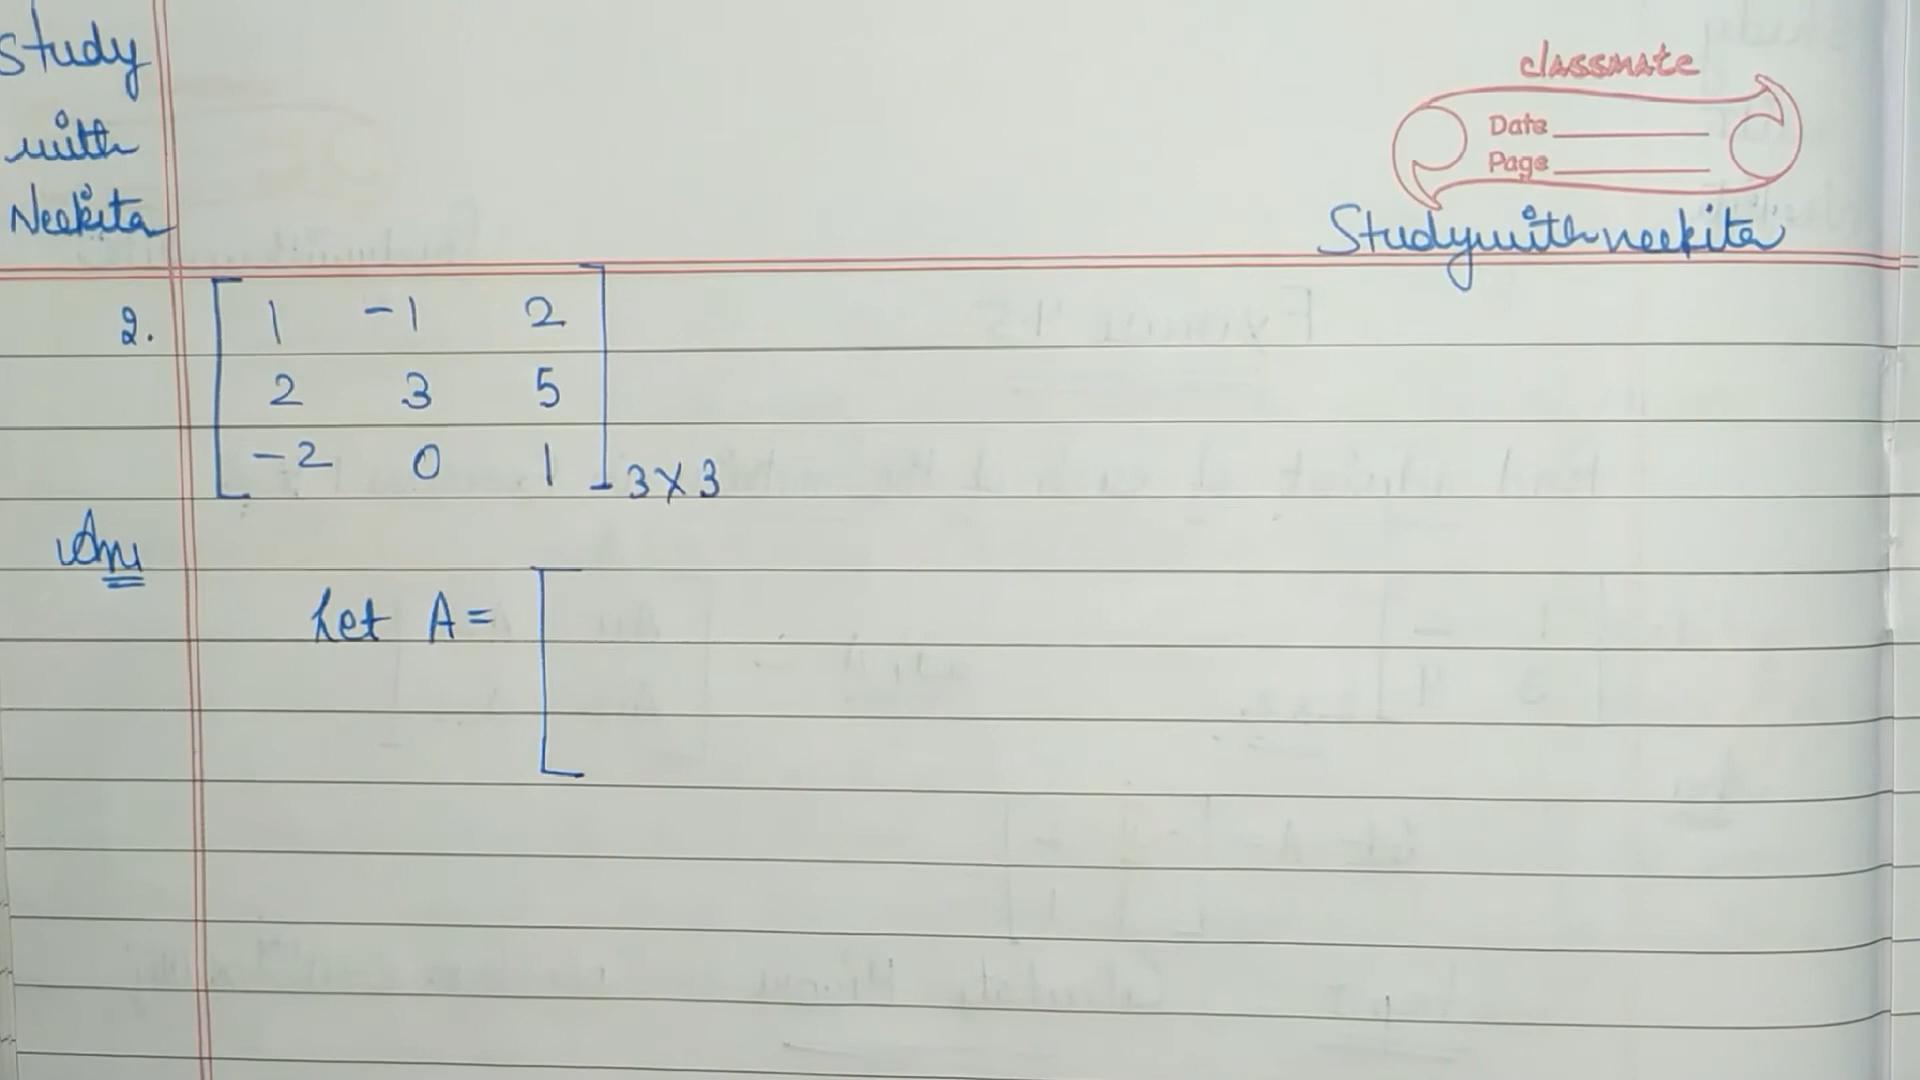 Study
with
Neekita
classmate
Date
Page
Studywithneekita
2. 1 -1 2
2 3 5
-2 0 1 3×3
Ans
Let A=